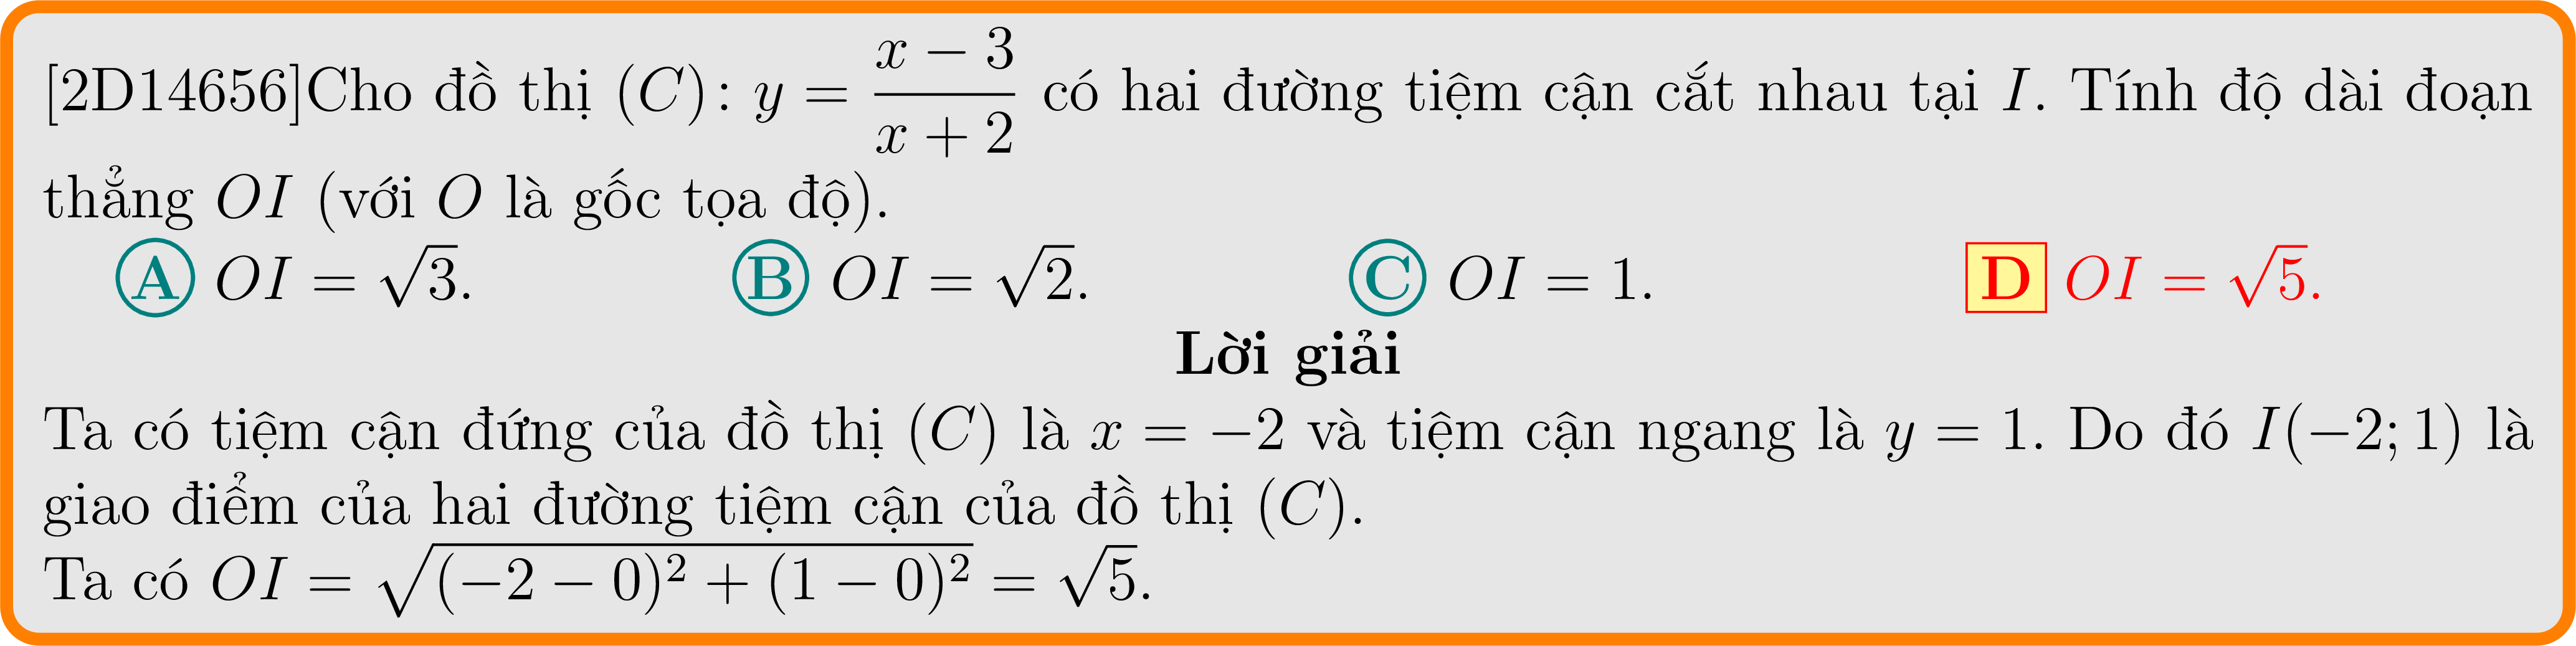 [2D14656]Cho đồ thị (C): y = \frac{x − 3}{x + 2} có hai đường tiệm cận cắt nhau tại I. Tính độ dài đoạn
thẳng OI (với O là gốc tọa độ).
A OI = √3. B OI = √2. C OI = 1. D OI = √5.
Lời giải
Ta có tiệm cận đứng của đồ thị (C) là x = −2 và tiệm cận ngang là y = 1. Do đó I(−2; 1) là
giao điểm của hai đường tiệm cận của đồ thị (C).
Ta có OI = \sqrt{(−2 − 0)² + (1 − 0)²} = √5.